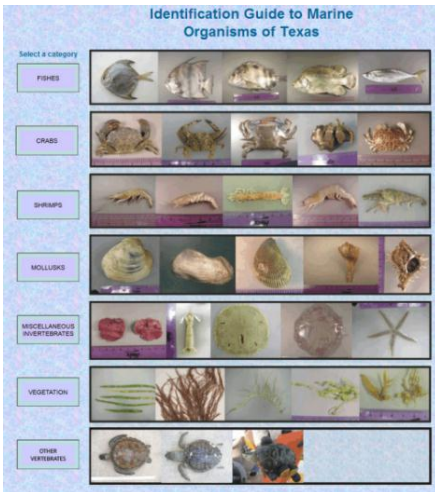 Identification Guide to Marine
Organisms of Texas
Select a category
FISHES
CRABS
SHRIMPS
MOLLUSKS
MISCELLANEOUS
INVERTEBRATES
VEGETATION
OTHER
VERTEBRATES